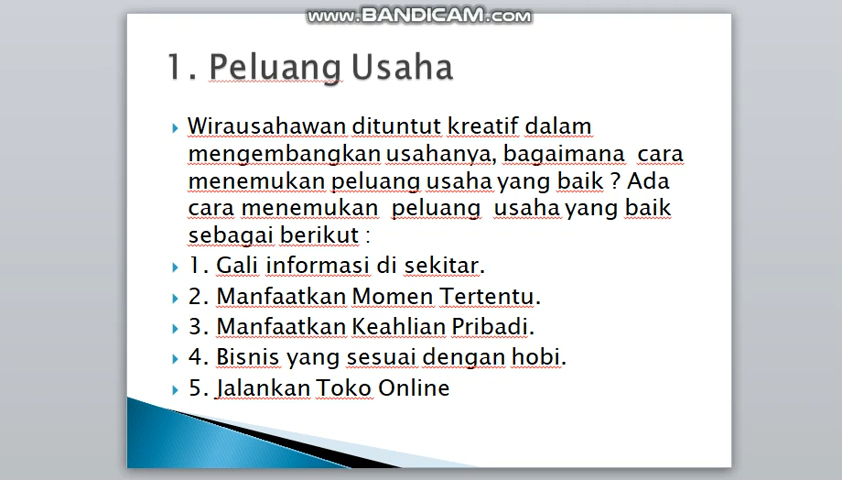 www.BANDICAM.com
1. Peluang Usaha
Wirausahawan dituntut kreatif dalam
mengembangkan usahanya, bagaimana cara
menemukan peluang usaha yang baik ? Ada
cara menemukan peluang usaha yang baik
sebagai berikut :
1. Gali informasi di sekitar.
2. Manfaatkan Momen Tertentu.
3. Manfaatkan Keahlian Pribadi.
4. Bisnis yang sesuai dengan hobi.
5. Jalankan Toko Online